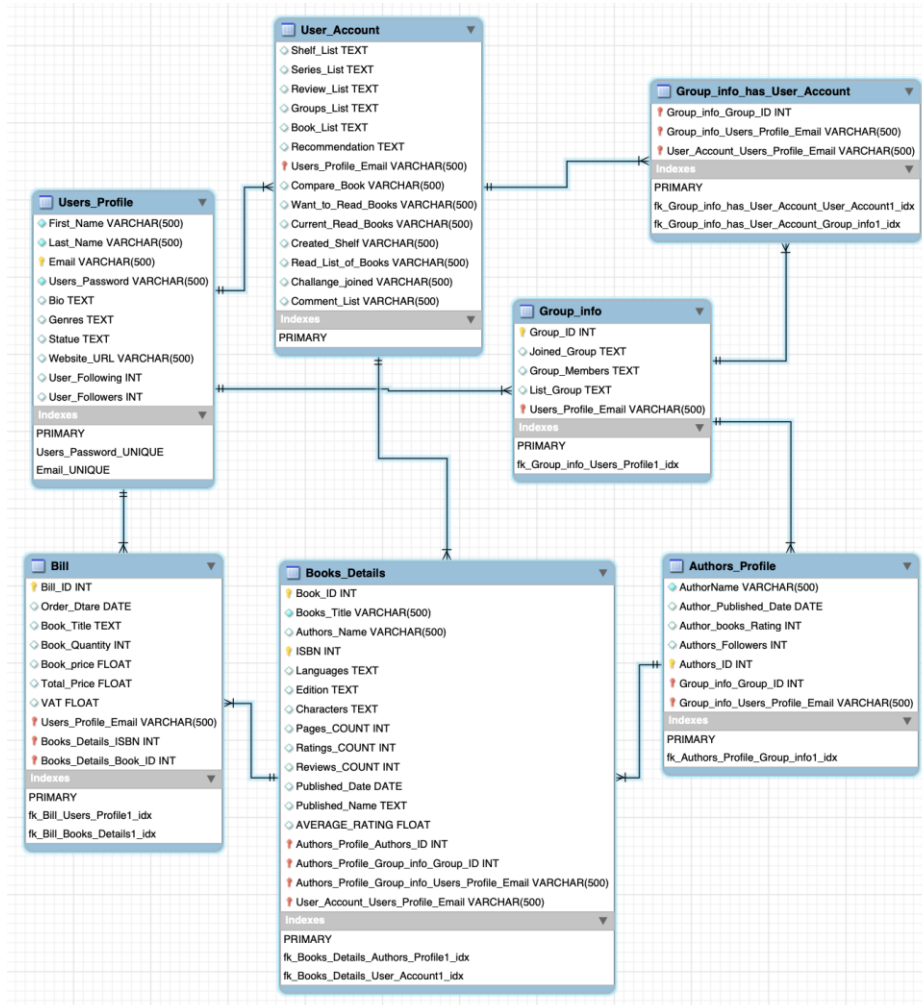 User_Account
Shelf_List TEXT
Series_List TEXT
Review_List TEXT
Groups_List TEXT
Book_List TEXT
Recommendation TEXT
Users_Profile_Email VARCHAR(500)
Compare_Book VARCHAR(500)
Want_to_Read_Books VARCHAR(500)
Current_Read_Books VARCHAR(500)
Created_Shelf VARCHAR(500)
Read_List_of_Books VARCHAR(500)
Challange_joined VARCHAR(500)
Comment_List VARCHAR(500)
Indexes
PRIMARY
Group_info_has_User_Account
Group_info_Group_ID INT
Group_info_Users_Profile_Email VARCHAR(500)
User_Account_Users_Profile_Email VARCHAR(500)
Indexes
PRIMARY
fk_Group_info_has_User_Account_User_Account1_idx
fk_Group_info_has_User_Account_Group_info1_idx
Users_Profile
First_Name VARCHAR(500)
Last_Name VARCHAR(500)
Email VARCHAR(500)
Users_Password VARCHAR(500)
Bio TEXT
Genres TEXT
Statue TEXT
Website_URL VARCHAR(500)
User_Following INT
User_Followers INT
Indexes
PRIMARY
Users_Password_UNIQUE
Email_UNIQUE
Group_info
Group_ID INT
Joined_Group TEXT
Group_Members TEXT
List_Group TEXT
Users_Profile_Email VARCHAR(500)
Indexes
PRIMARY
fk_Group_info_Users_Profile1_idx
Bill
Bill_ID INT
Order_Dtare DATE
Book_Title TEXT
Book_Quantity INT
Book_price FLOAT
Total_Price FLOAT
VAT FLOAT
Users_Profile_Email VARCHAR(500)
Books_Details_ISBN INT
Books_Details_Book_ID INT
Indexes
PRIMARY
fk_Bill_Users_Profile1_idx
fk_Bill_Books_Details1_idx
Books_Details
Book_ID INT
Books_Title VARCHAR(500)
Authors_Name VARCHAR(500)
ISBN INT
Languages TEXT
Edition TEXT
Characters TEXT
Pages_COUNT INT
Ratings_COUNT INT
Reviews_COUNT INT
Published_Date DATE
Published_Name TEXT
AVERAGE_RATING FLOAT
Authors_Profile_Authors_ID INT
Authors_Profile_Group_info_Group_ID INT
Authors_Profile_Group_info_Users_Profile_Email VARCHAR(500)
User_Account_Users_Profile_Email VARCHAR(500)
Indexes
PRIMARY
fk_Books_Details_Authors_Profile1_idx
fk_Books_Details_User_Account1_idx
Authors_Profile
AuthorName VARCHAR(500)
Author_Published_Date DATE
Author_books_Rating INT
Authors_Followers INT
Authors_ID INT
Group_info_Group_ID INT
Group_info_Users_Profile_Email VARCHAR(500)
Indexes
PRIMARY
fk_Authors_Profile_Group_info1_idx